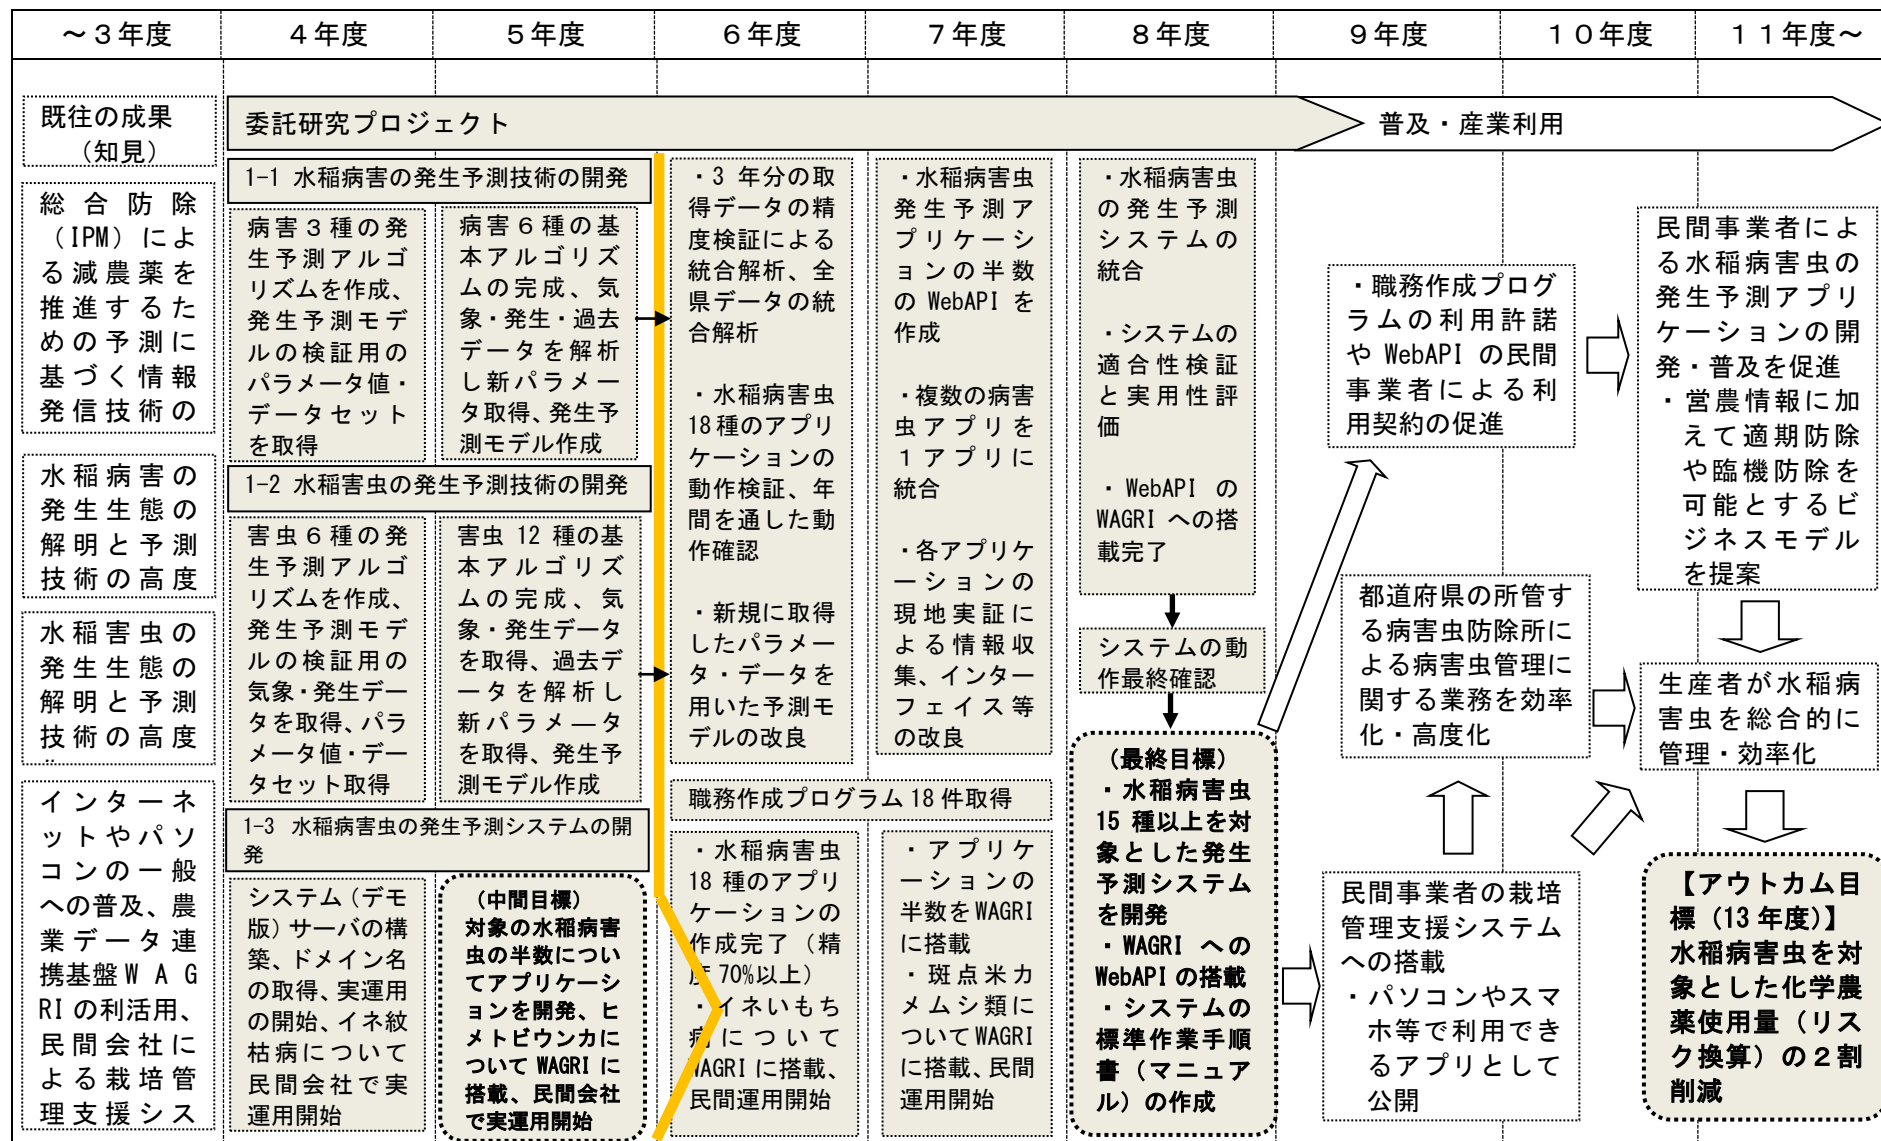 ～３年度
４年度
５年度
６年度
７年度
８年度
９年度
１０年度
１１年度～
既往の成果
（知見）
総合防除
（IPM）によ
る減農薬を
推進するた
めの予測に
基づく情報
発信技術の
水稲病害の
発生生態の
解明と予測
技術の高度
水稲害虫の
発生生態の
解明と予測
技術の高度
インターネ
ットやパソ
コンの一般
への普及、農
業データ連
携基盤ＷＡＧ
RIの利活用、
民間会社に
よる栽培管
理支援シス
委託研究プロジェクト
普及・産業利用
1-1 水稲病害の発生予測技術の開発
病害３種の発
生予測アルゴ
リズムを作成、
発生予測モデ
ルの検証用の
パラメータ値・
データセット
を取得
病害６種の基
本アルゴリズ
ムの完成、気
象・発生・過去
データを解析
し新パラメー
タ取得、発生予
測モデル作成
1-2 水稲害虫の発生予測技術の開発
害虫６種の発
生予測アルゴ
リズムを作成、
発生予測モデ
ルの検証用の
気象・発生デー
タを取得、パラ
メータ値・デー
タセット取得
害虫 12 種の基
本アルゴリズ
ムの完成、気
象・発生データ
を取得、過去デ
ータを解析し
新パラメータ
を取得、発生予
測モデル作成
1-3 水稲病害虫の発生予測システムの開
発
システム（デモ
版）サーバの構
築、ドメイン名
の取得、実運用
の開始、イネ紋
枯病について
民間会社で実
運用開始
（中間目標）
対象の水稲病害
虫の半数につい
てアプリケーシ
ョンを開発、ヒ
メトビウンカに
ついて WAGRI に
搭載、民間会社
で実運用開始
・3 年分の取
得データの精
度検証による
統合解析、全
県データの統
合解析
・水稲病害虫
18種のアプリ
ケーションの
動作検証、年
間を通した動
作確認
・新規に取得
したパラメー
タ・データを
用いた予測モ
デルの改良
職務作成プログラム 18 件取得
・水稲病害虫
18 種のアプリ
ケーションの
作成完了（精
度 70%以上）
・イネいもち
病について
WAGRI に搭載、
民間運用開始
・水稲病害虫
発生予測アプ
リケーション
の半数の
WebAPI を作成
・複数の病害
虫アプリを
１アプリに
統合
・各アプリケ
ーションの
現地実証に
よる情報収
集、インター
フェイス等
の改良
・アプリケ
ーションの
半数を WAGRI
に搭載
・斑点米カ
メムシ類に
ついて WAGRI
に搭載、民間
運用開始
・水稲病害虫
の発生予測
システムの
統合
・システムの
適合性検証
と実用性評
価
・WebAPI の
WAGRI への搭
載完了
システムの動
作最終確認
（最終目標）
・水稲病害虫
15 種以上を対
象とした発生
予測システム
を開発
・WAGRI への
WebAPI の搭載
・システムの
標準作業手順
書（マニュア
ル）の作成
・職務作成プログ
ラムの利用許諾
や WebAPI の民間
事業者による利
用契約の促進
都道府県の所管す
る病害虫防除所に
よる病害虫管理に
関する業務を効率
化・高度化
民間事業者の栽培
管理支援システム
への搭載
・パソコンやスマ
ホ等で利用でき
るアプリとして
公開
民間事業者によ
る水稲病害虫の
発生予測アプリ
ケーションの開
発・普及を促進
・営農情報に加
えて適期防除
や臨機防除を
可能とするビ
ジネスモデル
を提案
生産者が水稲病
害虫を総合的に
管理・効率化
【アウトカム目
標（13年度）】
水稲病害虫を対
象とした化学農
薬使用量（リス
ク換算）の２割
削減